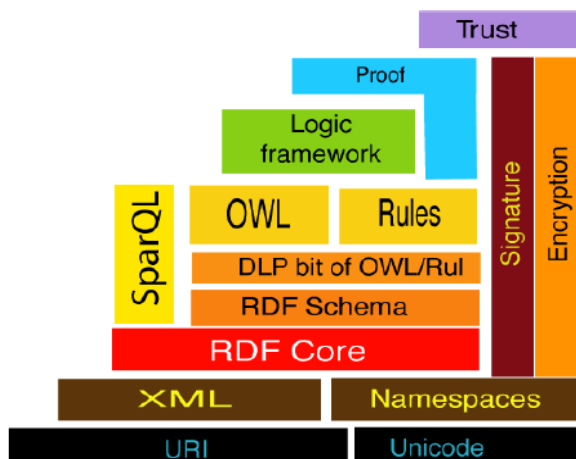 Trust
Proof
Logic
framework
Signature
Encryption
SparQL
OWL
Rules
DLP bit of OWL/Rul
RDF Schema
RDF Core
XML
Namespaces
URI
Unicode